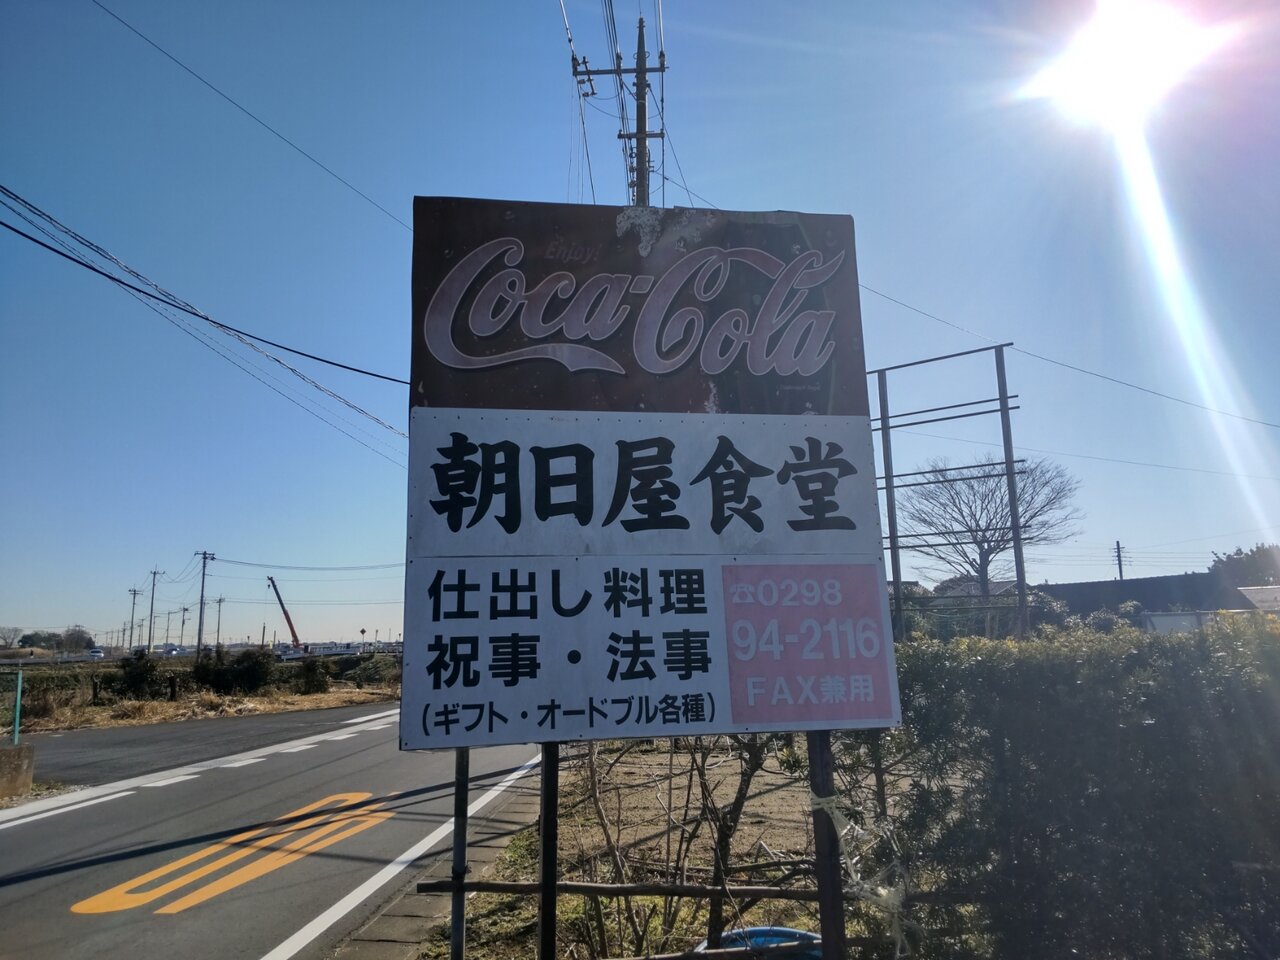 Enjoy!
Coca-Cola
朝日屋食堂
仕出し料理
祝事・法事
(ギフト・オードブル各種)
☎0298
94-2116
FAX兼用